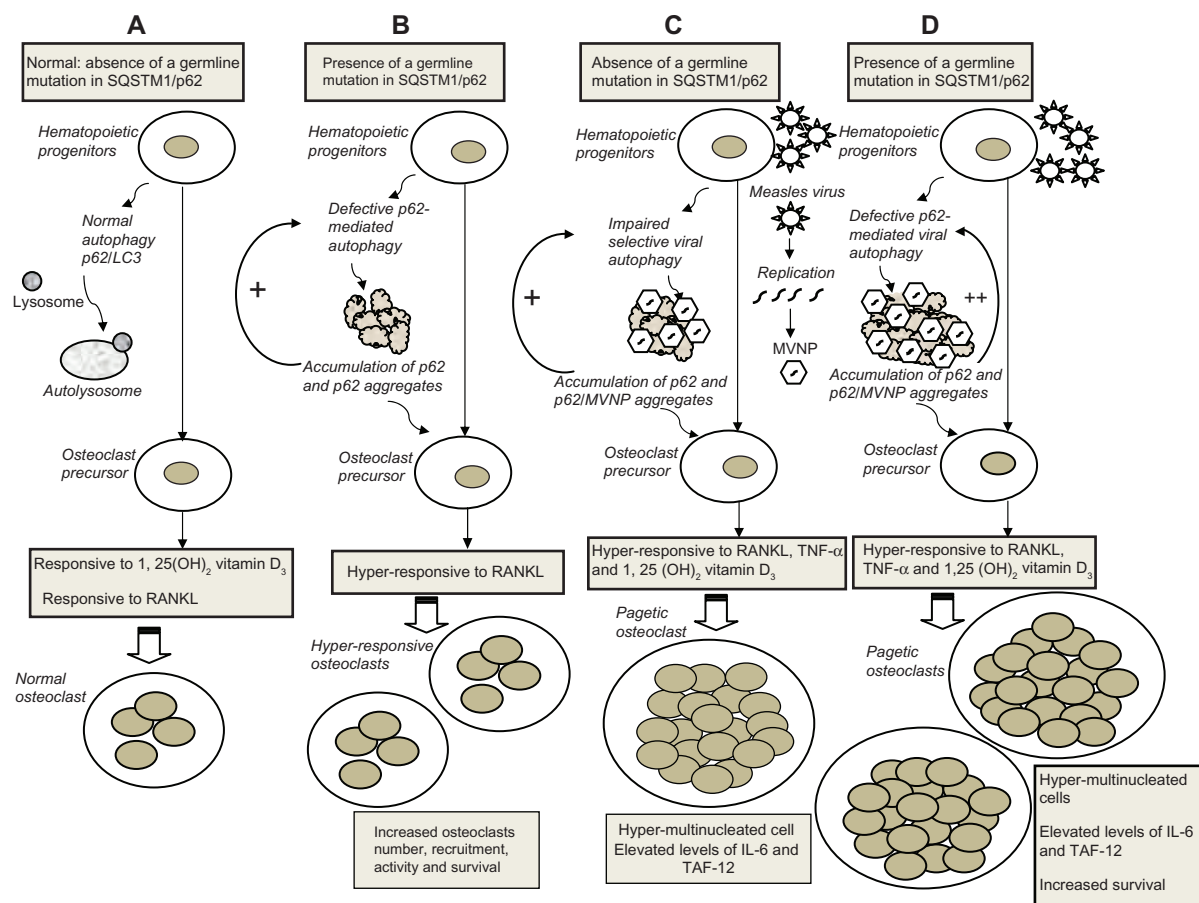 A
Normal: absence of a germline
mutation in SQSTM1/p62
Hematopoietic
progenitors
Normal
autophagy
p62/LC3
Lysosome
Autolysosome
Osteoclast
precursor
Responsive to 1, 25(OH)2 vitamin D3
Responsive to RANKL
Normal
osteoclast
B
Presence of a germline
mutation in SQSTM1/p62
Hematopoietic
progenitors
Defective p62-
mediated
autophagy
+
Accumulation of p62
and p62 aggregates
Osteoclast
precursor
Hyper-responsive to RANKL
Hyper-responsive
osteoclasts
Increased osteoclasts
number, recruitment,
activity and survival
C
Absence of a germline
mutation in SQSTM1/p62
Hematopoietic
progenitors
Measles virus
Impaired
selective viral
autophagy
Replication
+
MVNP
Accumulation of p62 and
p62/MVNP aggregates
Osteoclast
precursor
Hyper-responsive to RANKL, TNF-α
and 1, 25 (OH)2 vitamin D3
Pagetic
osteoclast
Hyper-multinucleated cell
Elevated levels of IL-6 and
TAF-12
D
Presence of a germline
mutation in SQSTM1/p62
Hematopoietic
progenitors
Defective p62-
mediated viral
autophagy
++
Accumulation of p62 and
p62/MVNP aggregates
Osteoclast
precursor
Hyper-responsive to RANKL,
TNF-α and 1,25 (OH)2 vitamin D3
Pagetic
osteoclasts
Hyper-multinucleated
cells
Elevated levels of IL-6
and TAF-12
Increased survival